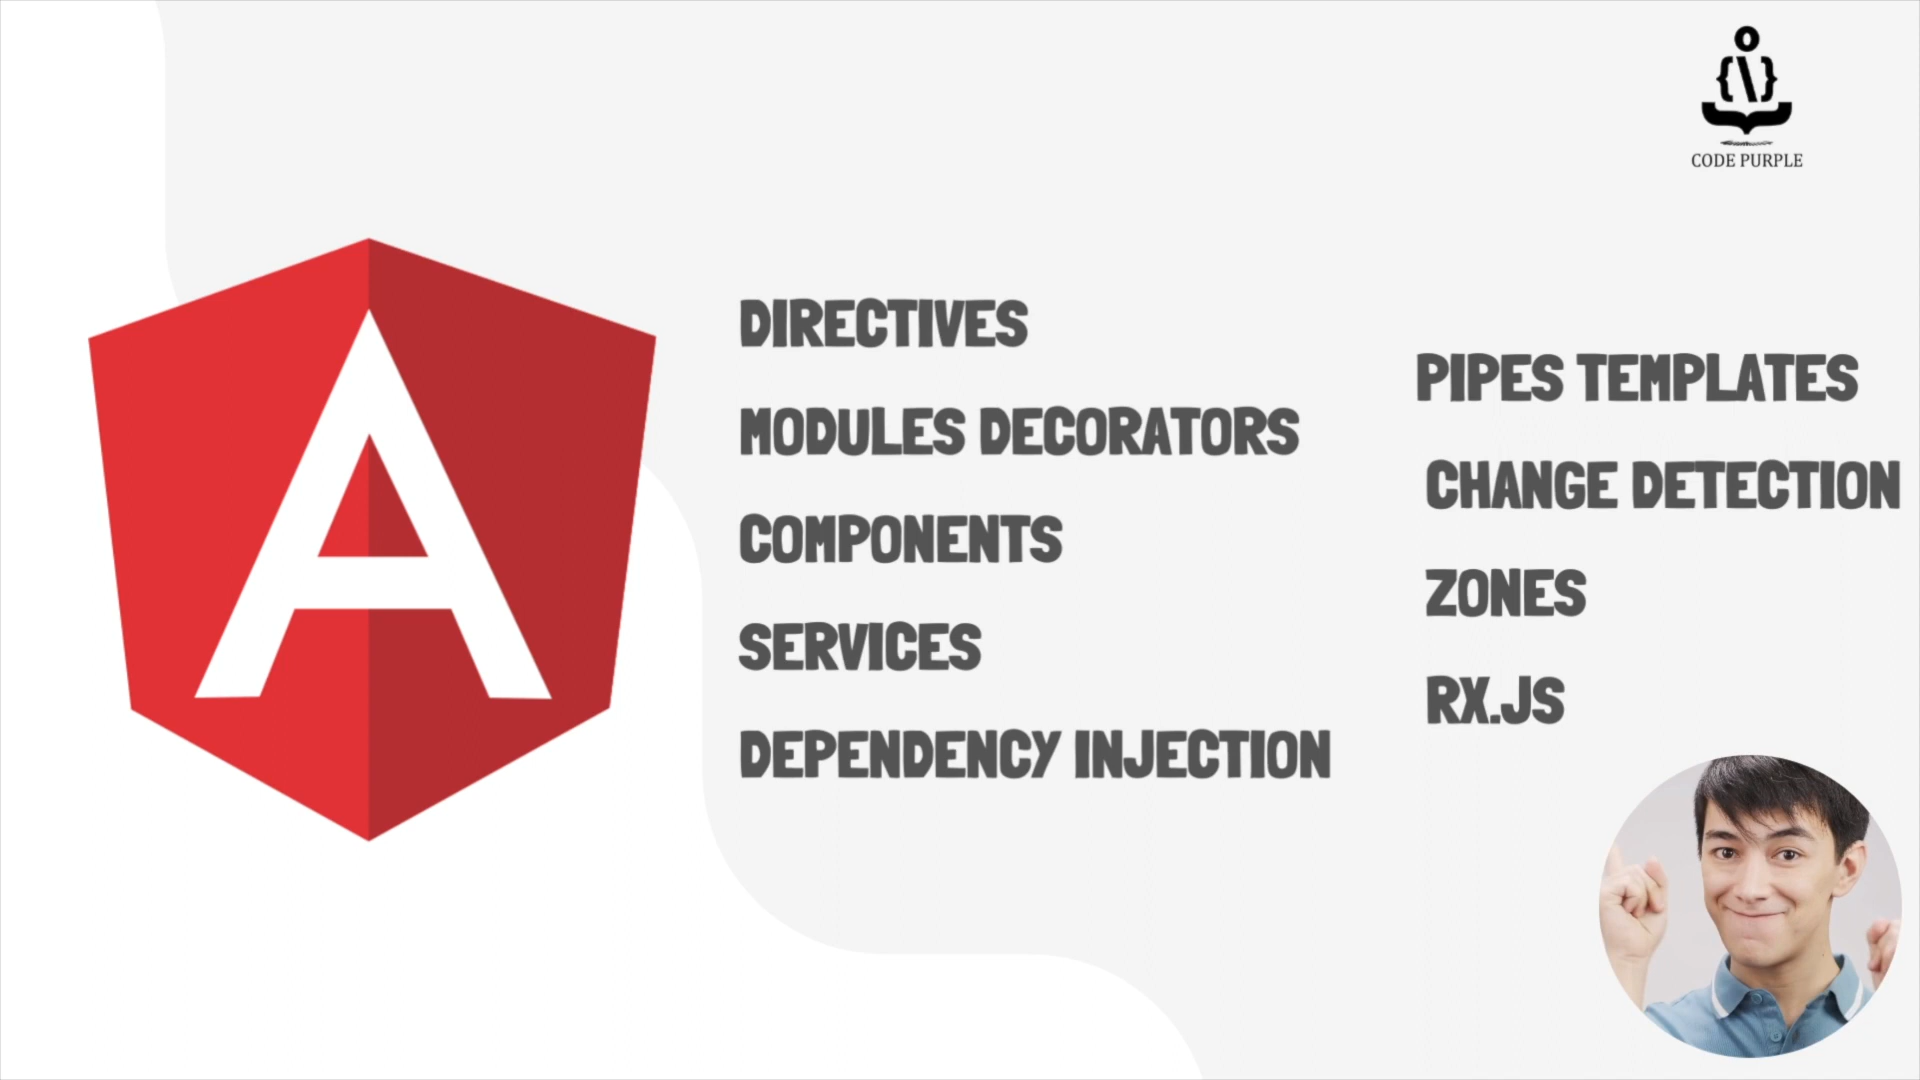 CODE PURPLE
DIRECTIVES
MODULES DECORATORS
COMPONENTS
SERVICES
DEPENDENCY INJECTION
PIPES TEMPLATES
CHANGE DETECTION
ZONES
RX.JS